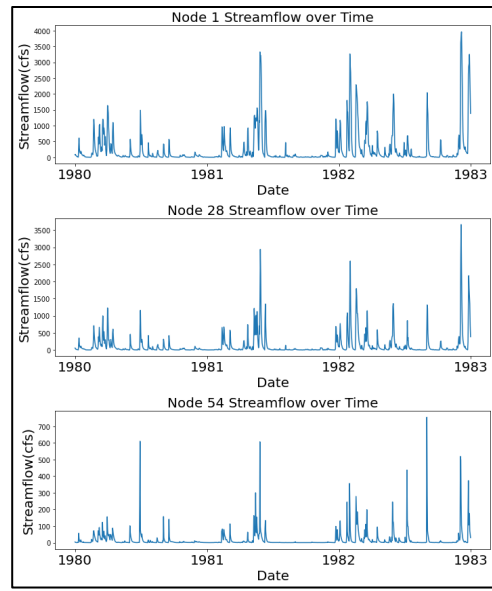 Node 1 Streamflow over Time
4000
3500
3000
2500
2000
1500
1000
500
0
Streamflow(cfs)
1980 1981 1982 1983
Date
Node 28 Streamflow over Time
3500
3000
2500
2000
1500
1000
500
0
Streamflow(cfs)
1980 1981 1982 1983
Date
Node 54 Streamflow over Time
700
600
500
400
300
200
100
0
Streamflow(cfs)
1980 1981 1982 1983
Date